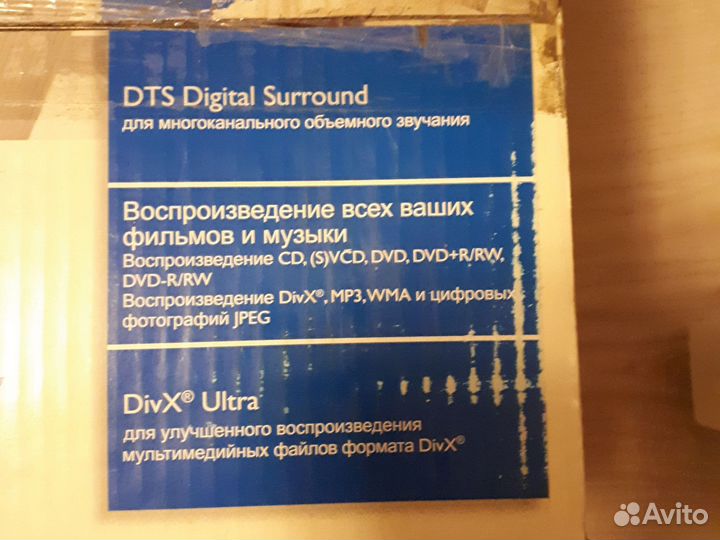 DTS Digital Surround
для многоканального объемного звучания
Воспроизведение всех ваших
фильмов и музыки
Воспроизведение CD, (S)VCD, DVD, DVD+R/RW,
DVD-R/RW
Воспроизведение DivX®, MP3, WMA и цифровых
фотографий JPEG
DivX® Ultra
для улучшенного воспроизведения
мультимедийных файлов формата DivX®
Avito